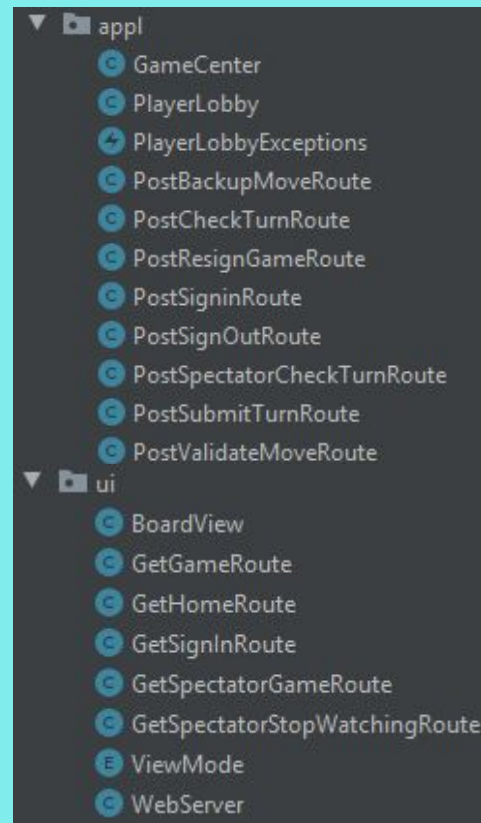 appl
GameCenter
PlayerLobby
PlayerLobbyExceptions
PostBackupMoveRoute
PostCheckTurnRoute
PostResignGameRoute
PostSigninRoute
PostSignOutRoute
PostSpectatorCheckTurnRoute
PostSubmitTurnRoute
PostValidateMoveRoute
ui
BoardView
GetGameRoute
GetHomeRoute
GetSignInRoute
GetSpectatorGameRoute
GetSpectatorStopWatchingRoute
ViewMode
WebServer